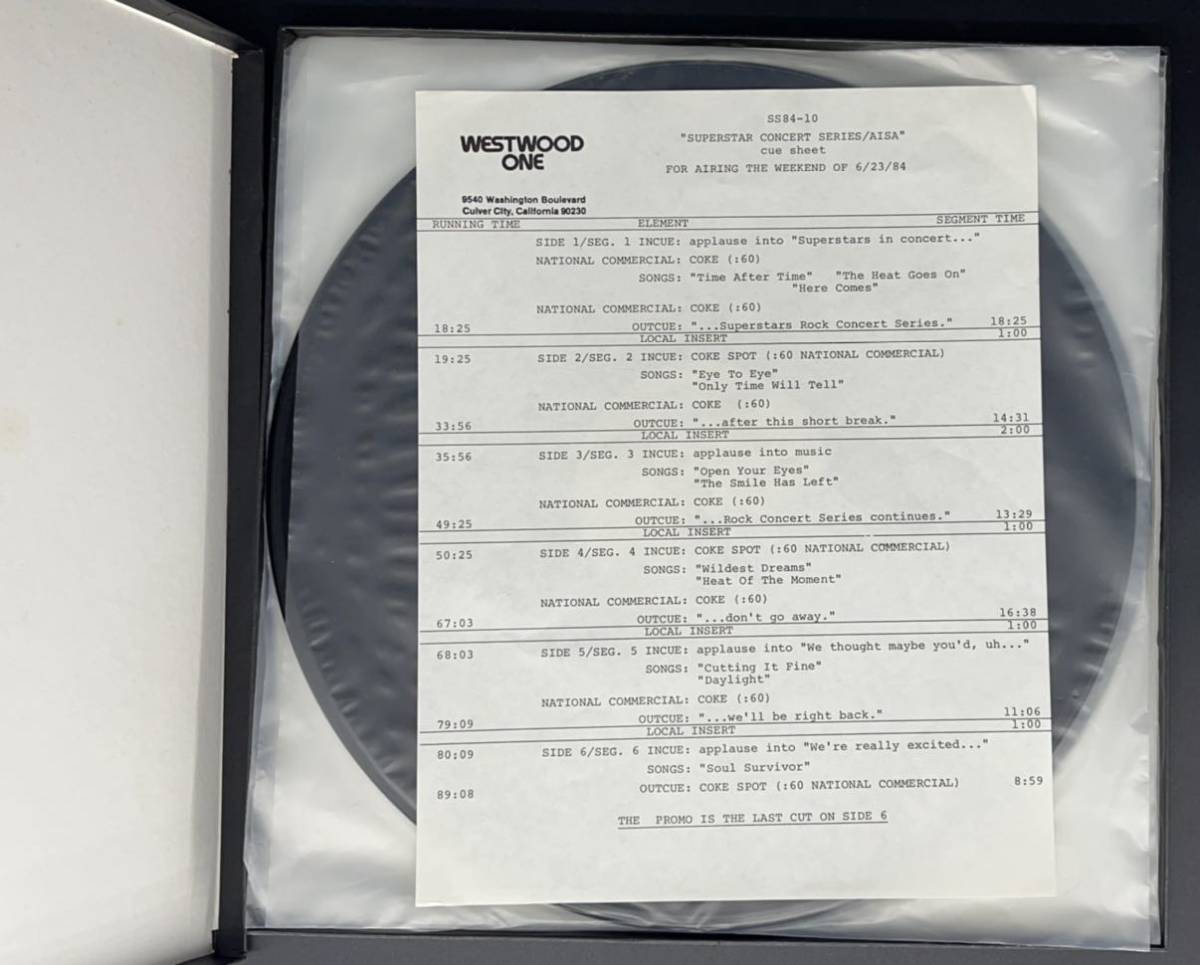 SS84-10
"SUPERSTAR CONCERT SERIES/AISA"
cue sheet
FOR AIRING THE WEEKEND OF 6/23/84
WESTWOOD
ONE
9540 Washington Boulevard
Culver City, California 90230
RUNNING TIME ELEMENT SEGMENT TIME
SIDE 1/SEG. 1 INCUE: applause into "Superstars in concert..."
NATIONAL COMMERCIAL: COKE (:60)
SONGS: "Time After Time" "The Heat Goes On"
"Here Comes"
NATIONAL COMMERCIAL: COKE (:60)
18:25 OUTCUE: "...Superstars Rock Concert Series." 18:25
LOCAL INSERT 1:00
19:25 SIDE 2/SEG. 2 INCUE: COKE SPOT (:60 NATIONAL COMMERCIAL)
SONGS: "Eye To Eye"
"Only Time Will Tell"
NATIONAL COMMERCIAL: COKE (:60)
33:56 OUTCUE: "...after this short break." 14:31
LOCAL INSERT 2:00
35:56 SIDE 3/SEG. 3 INCUE: applause into music
SONGS: "Open Your Eyes"
"The Smile Has Left"
NATIONAL COMMERCIAL: COKE (:60)
49:25 OUTCUE: "...Rock Concert Series continues." 13:29
LOCAL INSERT 1:00
50:25 SIDE 4/SEG. 4 INCUE: COKE SPOT (:60 NATIONAL COMMERCIAL)
SONGS: "Wildest Dreams"
"Heat Of The Moment"
NATIONAL COMMERCIAL: COKE (:60)
67:03 OUTCUE: "...don't go away." 16:38
LOCAL INSERT 1:00
68:03 SIDE 5/SEG. 5 INCUE: applause into "We thought maybe you'd, uh..."
SONGS: "Cutting It Fine"
"Daylight"
NATIONAL COMMERCIAL: COKE (:60)
79:09 OUTCUE: "...we'll be right back." 11:06
LOCAL INSERT 1:00
80:09 SIDE 6/SEG. 6 INCUE: applause into "We're really excited..."
SONGS: "Soul Survivor"
89:08 OUTCUE: COKE SPOT (:60 NATIONAL COMMERCIAL) 8:59
THE PROMO IS THE LAST CUT ON SIDE 6